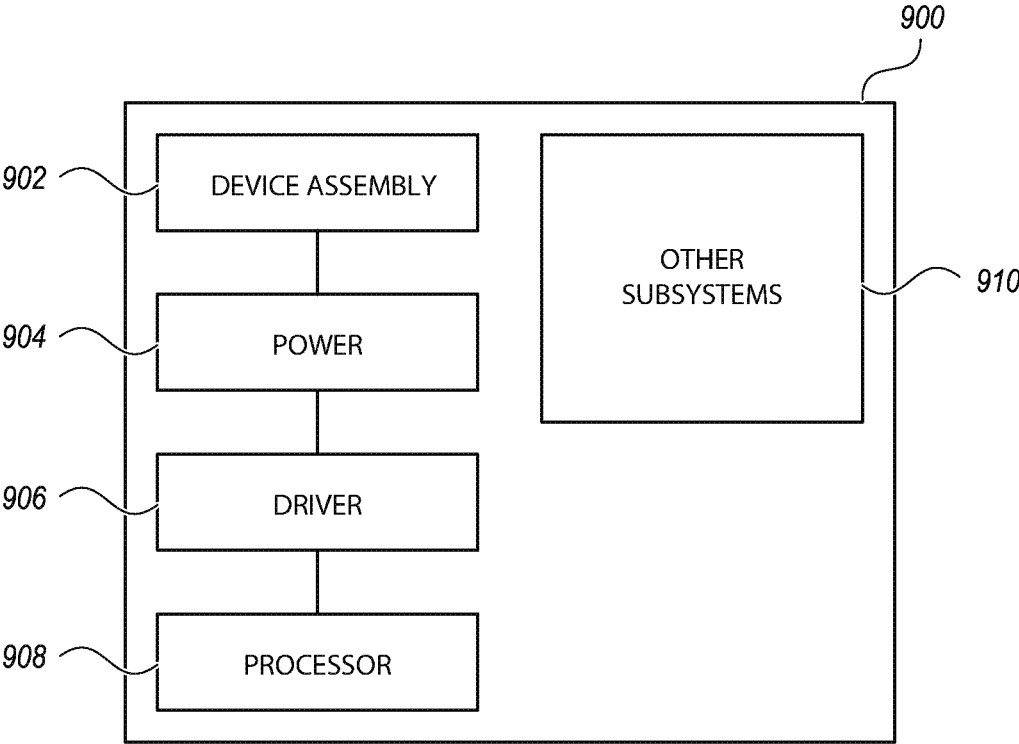 900
902
DEVICE ASSEMBLY
OTHER
SUBSYSTEMS
910
904
POWER
906
DRIVER
908
PROCESSOR